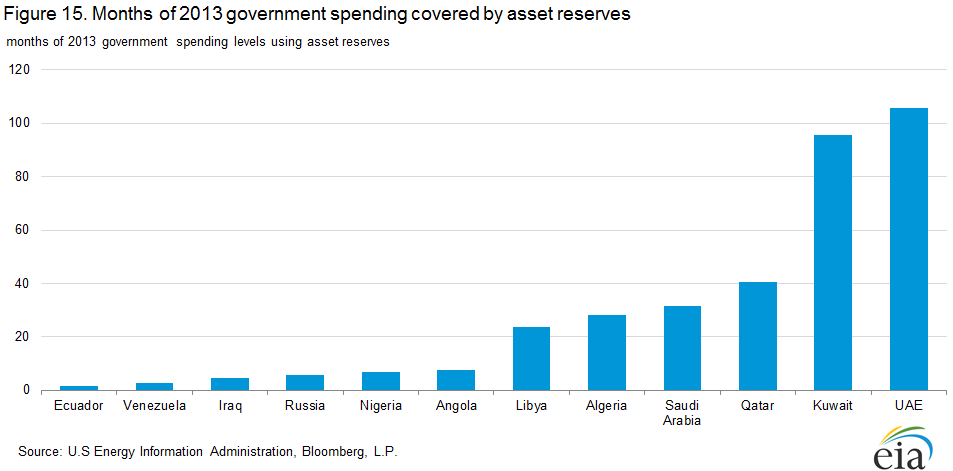 Figure 15. Months of 2013 government spending covered by asset reserves
months of 2013 government spending levels using asset reserves
120
100
80
60
40
20
0
Ecuador Venezuela Iraq Russia Nigeria Angola Libya Algeria Saudi Arabia Qatar Kuwait UAE
Source: U.S Energy Information Administration, Bloomberg, L.P.
eia